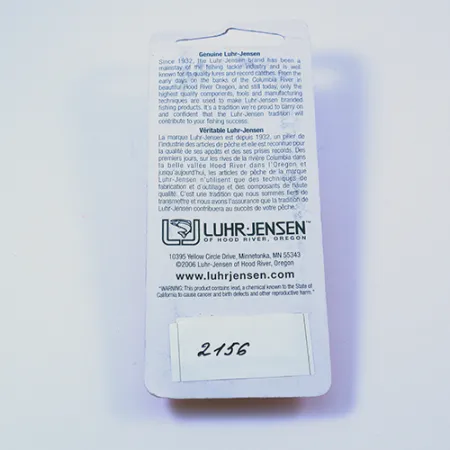 Genuine Luhr-Jensen
Since 1932, the Luhr-Jensen brand has been a
mainstay of the fishing tackle industry and is well
known for its quality lures and record catches. From the
early days on the banks of the Columbia River in
beautiful Hood River Oregon, and still today, only the
highest quality components, tools and manufacturing
techniques are used to make Luhr-Jensen branded
fishing products. It's a tradition we're proud to carry on
and confident that the Luhr-Jensen tradition will
contribute to your fishing success.
Véritable Luhr-Jensen
La marque Luhr-Jensen est depuis 1932, un pilier de
l'industrie des articles de pêche et elle est reconnue pour
la qualité de ses appâts et des ses prises records. Des
premiers jours, sur les rives de la rivière Columbia dans
la belle vallée Hood River dans l'Oregon, et
jusqu'aujourd'hui, les articles de pêche de la marque
Luhr-Jensen n'utilisent que des techniques de
fabrication et d'outillage et des composants de haute
qualité. C'est une tradition que nous sommes fiers de
transmettre et nous avons l'assurance que la tradition de
Luhr-Jensen contribuera au succès de votre pêche.
LUHR-JENSEN™
OF HOOD RIVER, OREGON
10395 Yellow Circle Drive, Minnetonka, MN 55343
©2006 Luhr-Jensen of Hood River, Oregon
www.luhrjensen.com
"WARNING: This product contains lead, a chemical known to the State of
California to cause cancer and birth defects and other reproductive harm."
2156